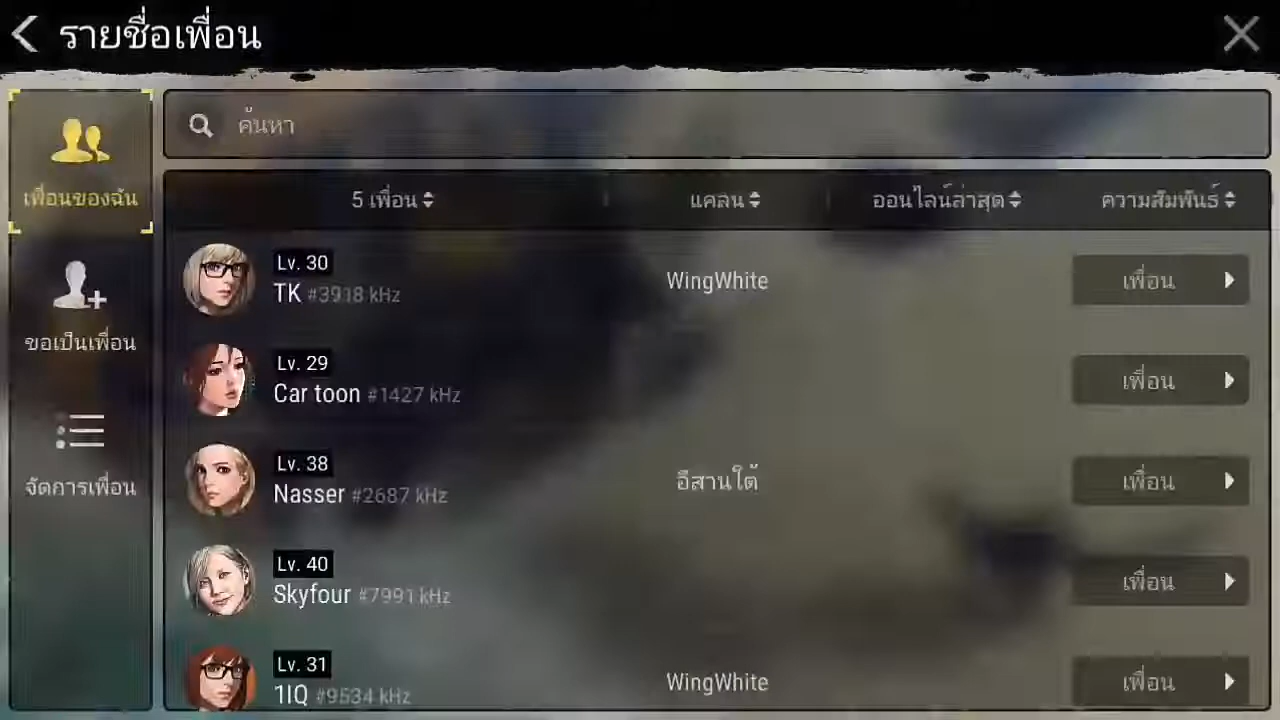 รายชื่อเพื่อน
เพื่อนของฉัน
ขอเป็นเพื่อน
จัดการเพื่อน
ค้นหา
5 เพื่อน แคลน ออนไลน์ล่าสุด ความสัมพันธ์
Lv. 30
TK #3918 kHz WingWhite เพื่อน
Lv. 29
Car toon #1427 kHz เพื่อน
Lv. 38
Nasser #2687 kHz อีสานใต้ เพื่อน
Lv. 40
Skyfour #7991 kHz เพื่อน
Lv. 31
1IQ #9534 kHz WingWhite เพื่อน